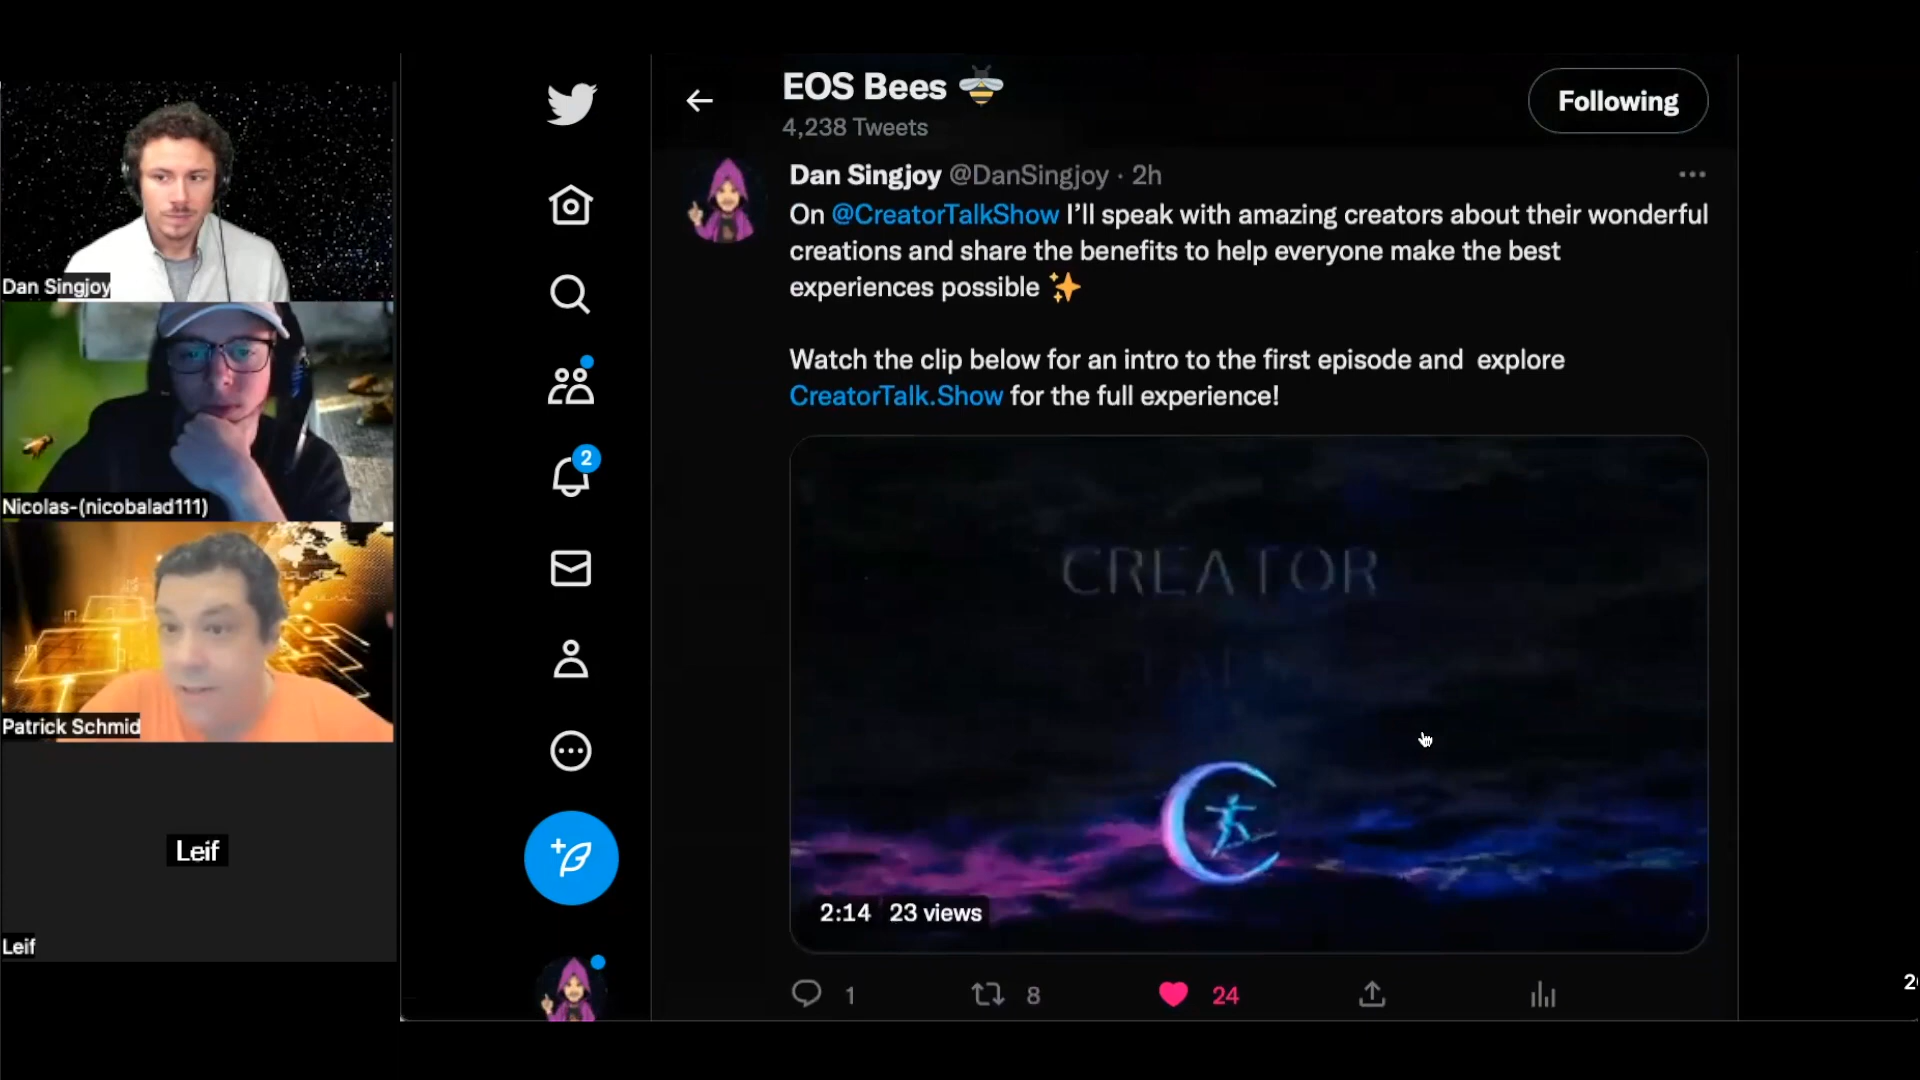 EOS Bees
4,238 Tweets
Following
Dan Singjoy @DanSingjoy · 2h
On @CreatorTalkShow I’ll speak with amazing creators about their wonderful
creations and share the benefits to help everyone make the best
experiences possible ✨
Watch the clip below for an intro to the first episode and explore
CreatorTalk.Show for the full experience!
CREATOR
2:14 23 views
1 8 24
2
Dan Singjoy
Nicolas-(nicobalad111)
Patrick Schmid
Leif
Leif